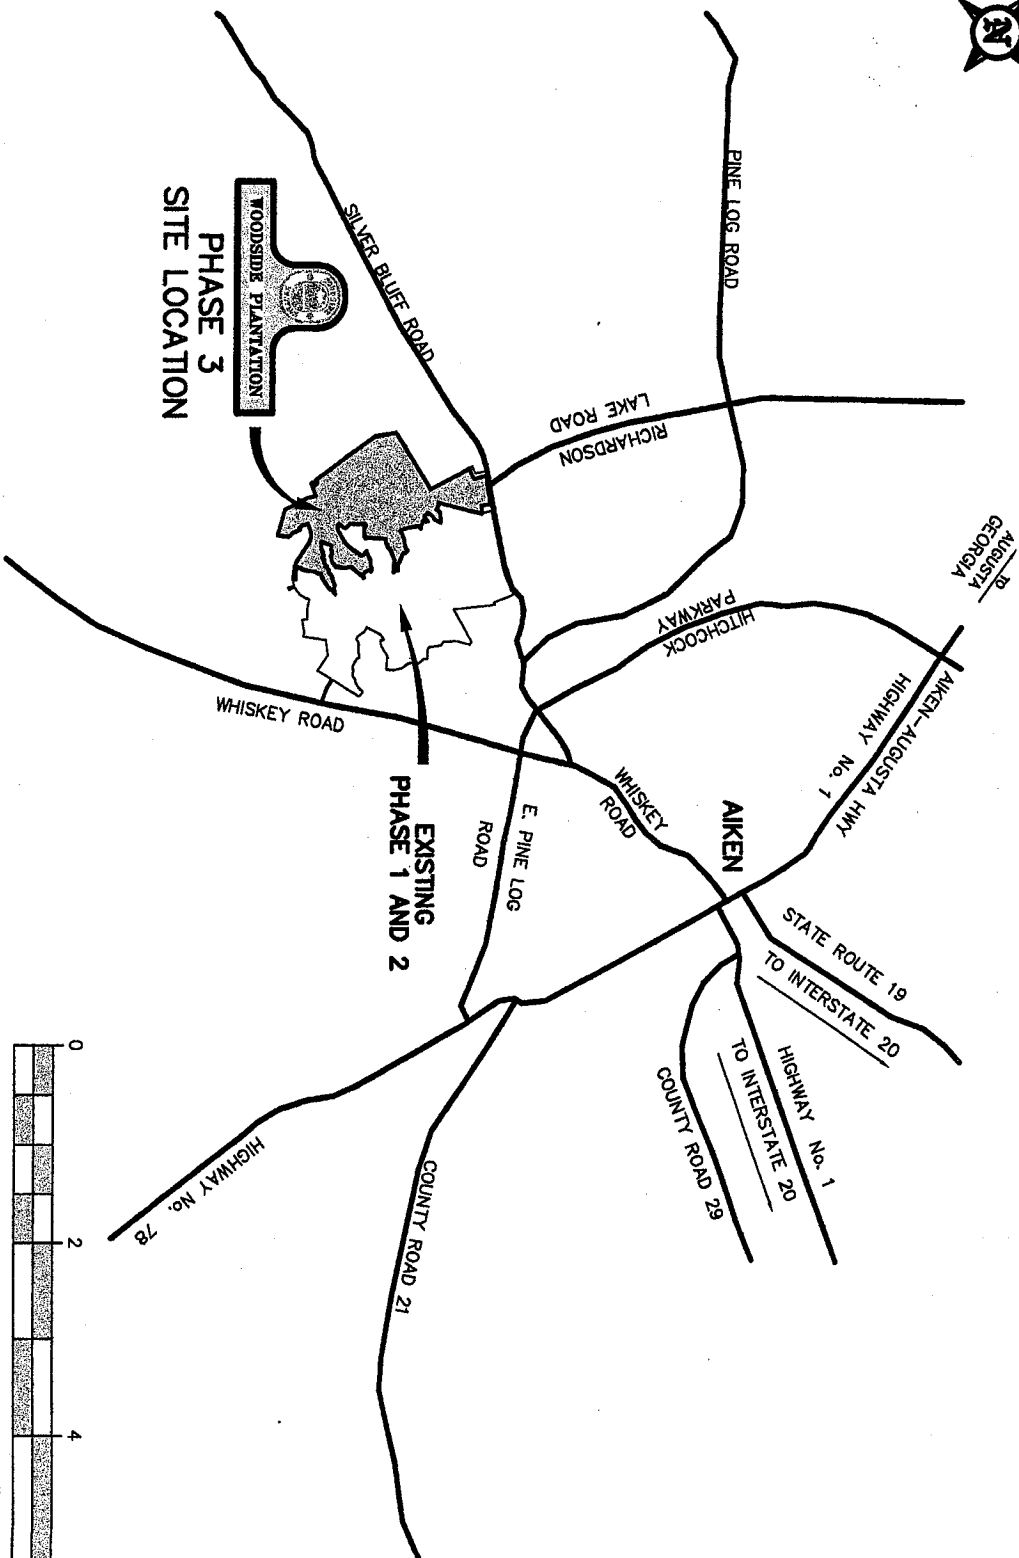 N
PINE LOG ROAD
SILVER BLUFF ROAD
WOODSIDE PLANTATION
PHASE 3
SITE LOCATION
RICHARDSON
LAKE ROAD
TO
AUGUSTA
GEORGIA
HITCHCOCK
PARKWAY
AIKEN-AUGUSTA HWY
HIGHWAY No. 1
WHISKEY ROAD
WHISKEY
ROAD
AIKEN
E. PINE LOG
ROAD
EXISTING
PHASE 1 AND 2
STATE ROUTE 19
TO INTERSTATE 20
HIGHWAY No. 1
TO INTERSTATE 20
COUNTY ROAD 29
COUNTY ROAD 21
HIGHWAY No. 78
0
2
4